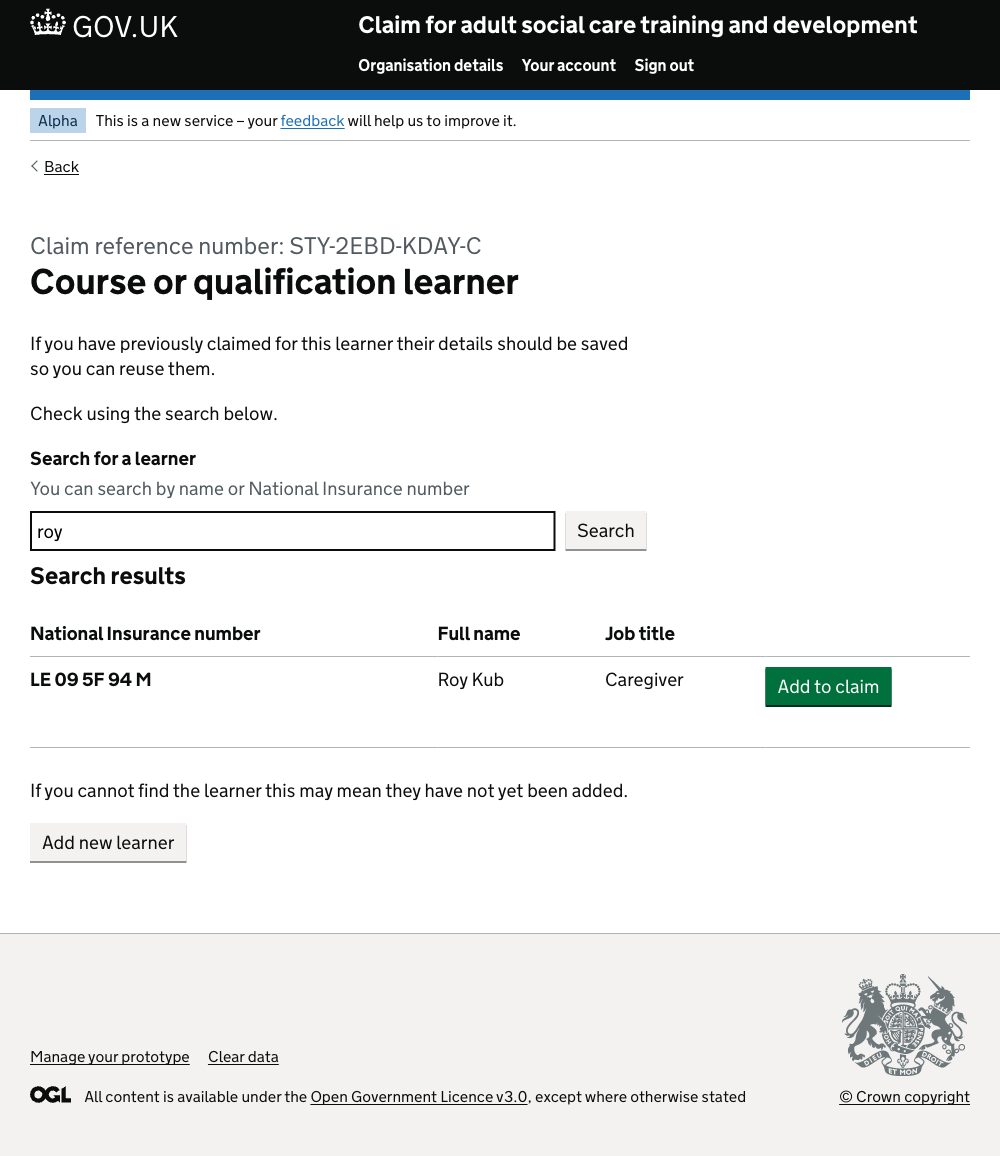 GOV.UK
Claim for adult social care training and development
Organisation details Your account Sign out
Alpha This is a new service – your feedback will help us to improve it.
Back
Claim reference number: STY-2EBD-KDAY-C
Course or qualification learner
If you have previously claimed for this learner their details should be saved
so you can reuse them.
Check using the search below.
Search for a learner
You can search by name or National Insurance number
roy Search
Search results
National Insurance number Full name Job title
LE 09 5F 94 M Roy Kub Caregiver Add to claim
If you cannot find the learner this may mean they have not yet been added.
Add new learner
DIEU ET MON DROIT
Manage your prototype Clear data
OGL All content is available under the Open Government Licence v3.0, except where otherwise stated
© Crown copyright